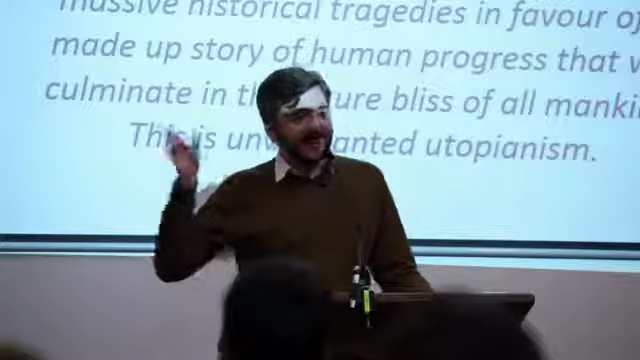 massive historical tragedies in favour of
made up story of human progress that
culminate in the future bliss of all
This is unwarranted utopianism.